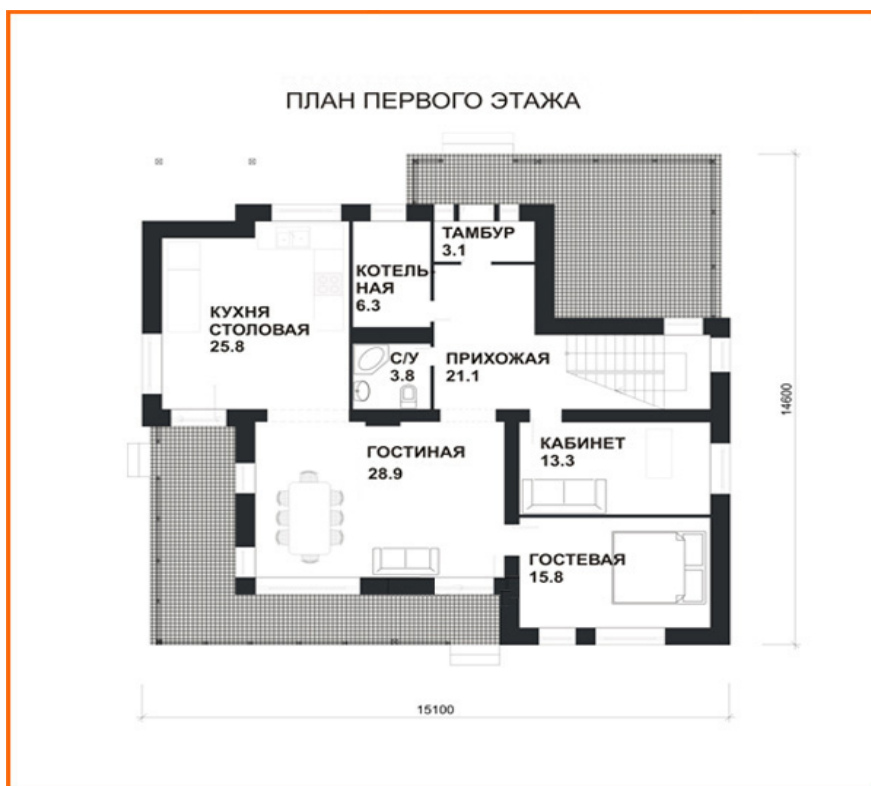 ПЛАН ПЕРВОГО ЭТАЖА
ТАМБУР
3.1
КОТЕЛЬ
НАЯ
6.3
КУХНЯ
СТОЛОВАЯ
25.8
С/У
3.8
ПРИХОЖАЯ
21.1
14600
ГОСТИНАЯ
28.9
КАБИНЕТ
13.3
ГОСТЕВАЯ
15.8
15100